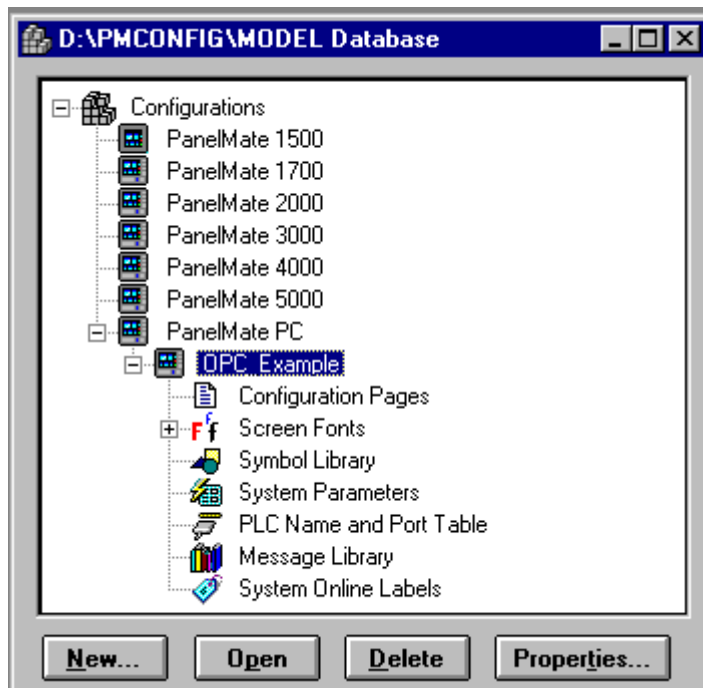 D:\PMCONFIG\MODEL Database
Configurations
PanelMate 1500
PanelMate 1700
PanelMate 2000
PanelMate 3000
PanelMate 4000
PanelMate 5000
PanelMate PC
OPC_Example
Configuration Pages
Screen Fonts
Symbol Library
System Parameters
PLC Name and Port Table
Message Library
System Online Labels
New... Open Delete Properties...